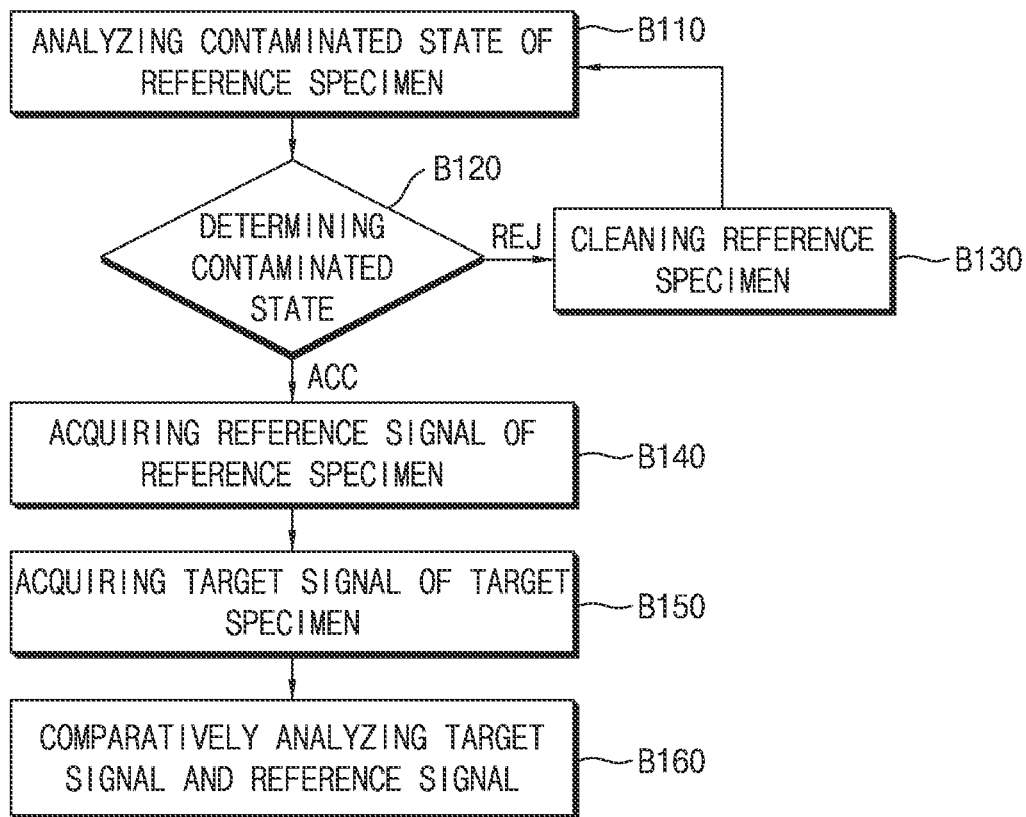 ANALYZING CONTAMINATED STATE OF
REFERENCE SPECIMEN
B110
B120
DETERMINING
CONTAMINATED
STATE
REJ
CLEANING REFERENCE
SPECIMEN
B130
ACC
ACQUIRING REFERENCE SIGNAL OF
REFERENCE SPECIMEN
B140
ACQUIRING TARGET SIGNAL OF TARGET
SPECIMEN
B150
COMPARATIVELY ANALYZING TARGET
SIGNAL AND REFERENCE SIGNAL
B160